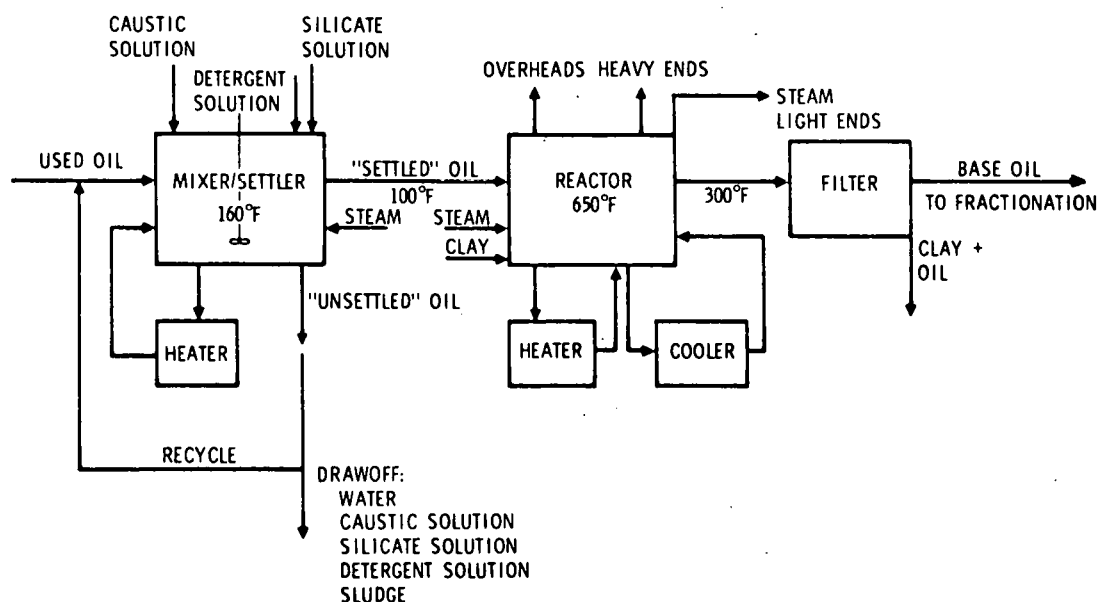 CAUSTIC
SOLUTION
SILICATE
SOLUTION
DETERGENT
SOLUTION
OVERHEADS HEAVY ENDS
STEAM
LIGHT ENDS
USED OIL
MIXER/SETTLER
160°F
"SETTLED" OIL
100°F
STEAM
STEAM
CLAY
REACTOR
650°F
300°F
FILTER
BASE OIL
TO FRACTIONATION
CLAY +
OIL
"UNSETTLED" OIL
HEATER
HEATER
COOLER
RECYCLE
DRAWOFF:
WATER
CAUSTIC SOLUTION
SILICATE SOLUTION
DETERGENT SOLUTION
SLUDGE